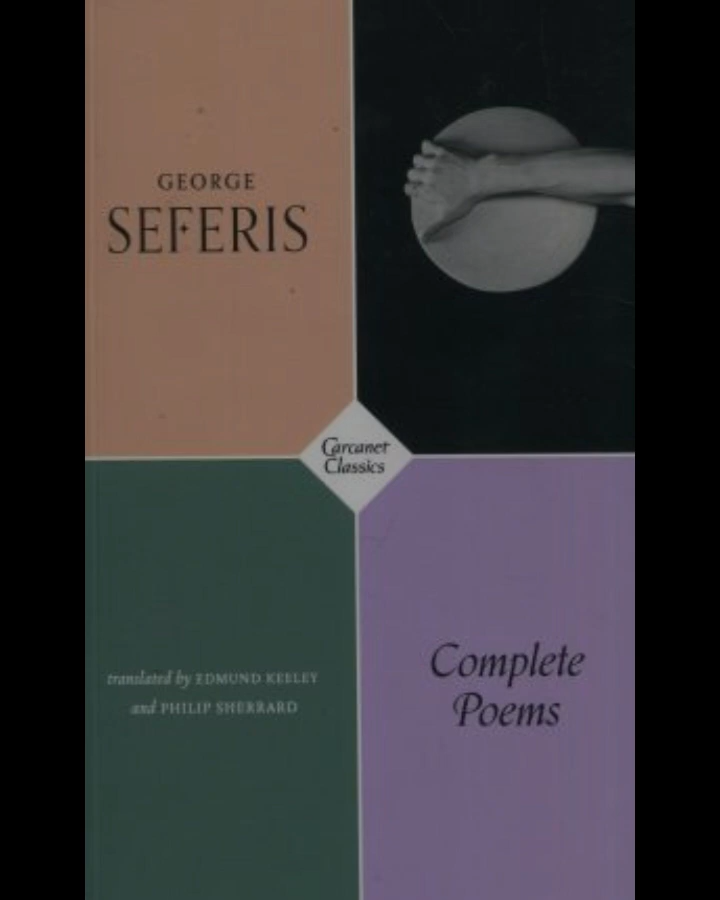 GEORGE
SEFERIS
Carcanet
Classics
translated by EDMUND KEELEY
and PHILIP SHERRARD
Complete
Poems